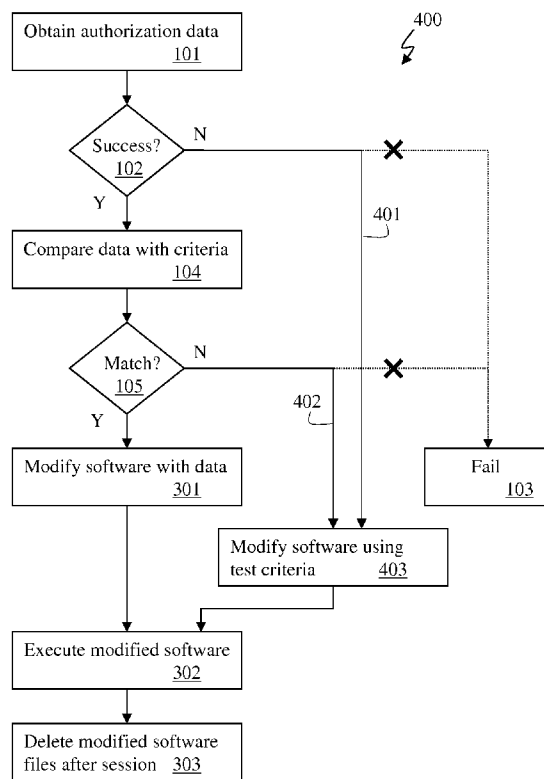 400
Obtain authorization data
101
Success?
102
N
Y
401
Compare data with criteria
104
Match?
105
N
Y
402
Modify software with data
301
Fail
103
Modify software using
test criteria 403
Execute modified software
302
Delete modified software
files after session 303